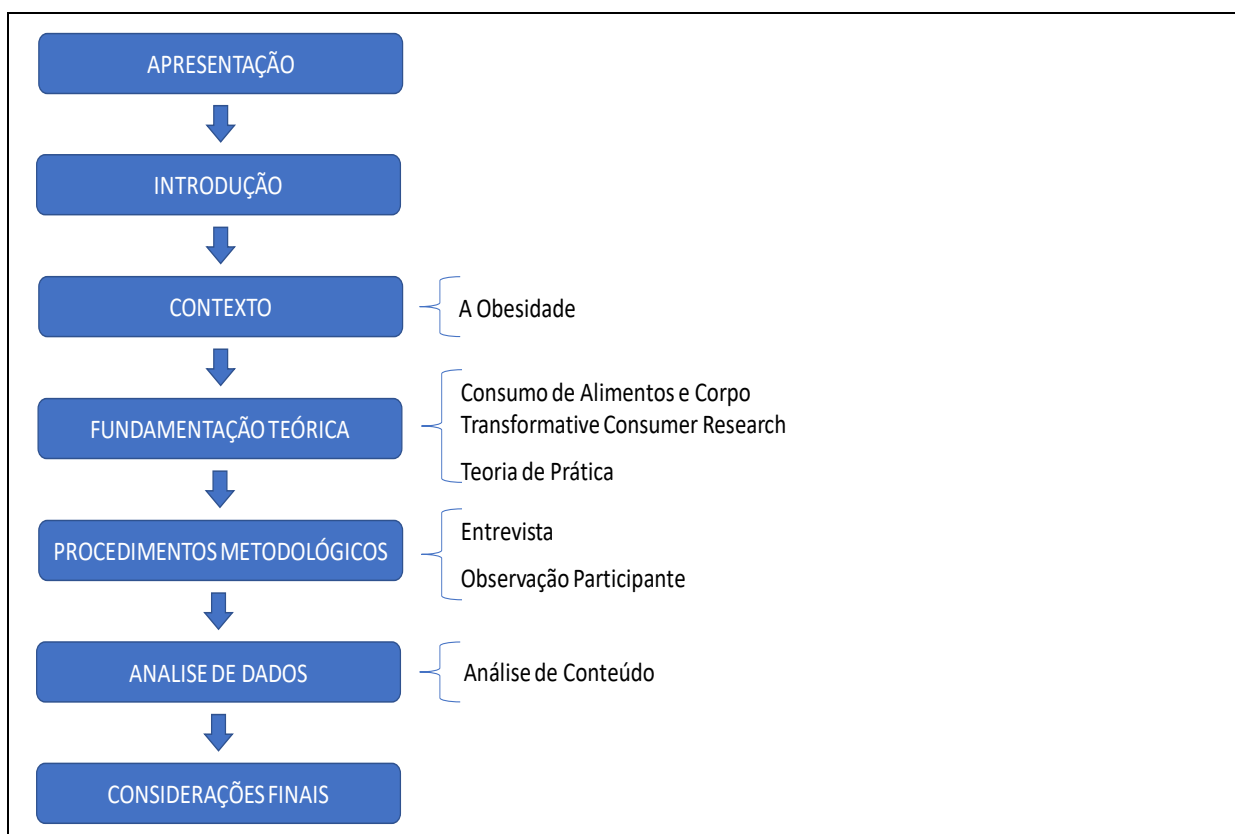 APRESENTAÇÃO
INTRODUÇÃO
CONTEXTO
A Obesidade
FUNDAMENTAÇÃO TEÓRICA
Consumo de Alimentos e Corpo
Transformative Consumer Research
Teoria de Prática
PROCEDIMENTOS METODOLÓGICOS
Entrevista
Observação Participante
ANALISE DE DADOS
Análise de Conteúdo
CONSIDERAÇÕES FINAIS